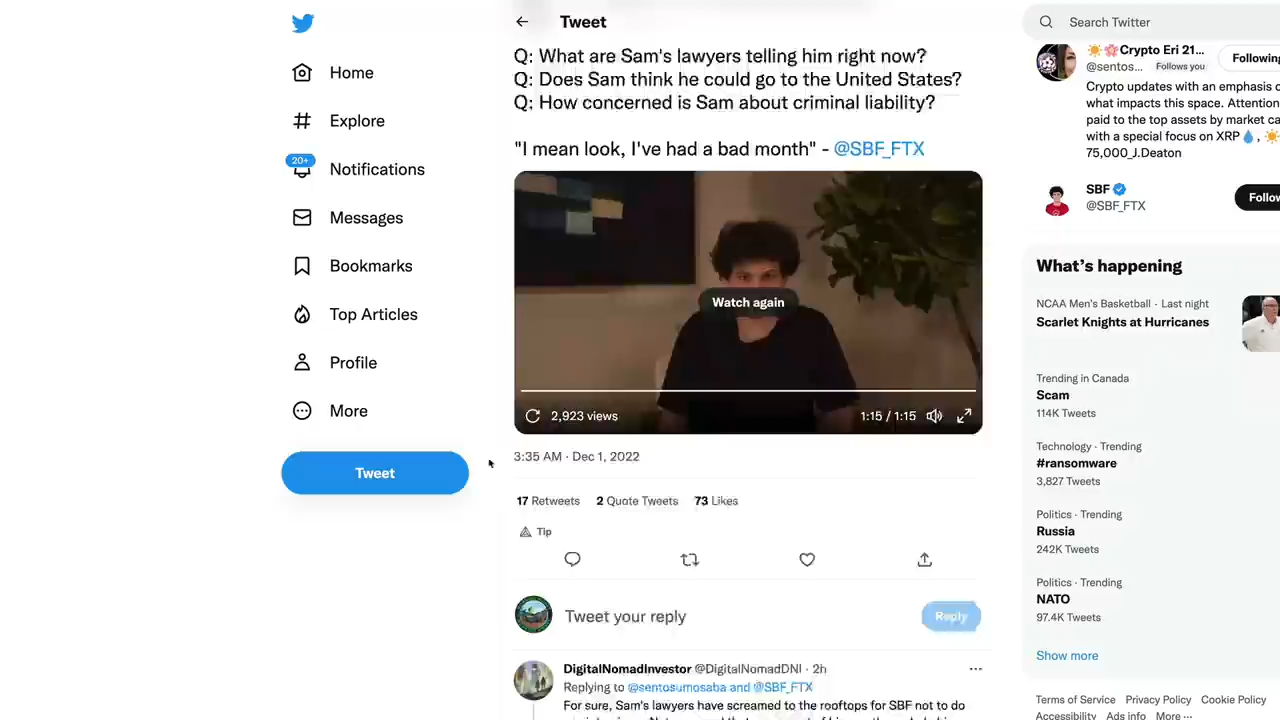 Tweet
Search Twitter
Home
Explore
20+
Notifications
Messages
Bookmarks
Top Articles
Profile
More
Tweet
Q: What are Sam's lawyers telling him right now?
Q: Does Sam think he could go to the United States?
Q: How concerned is Sam about criminal liability?
"I mean look, I've had a bad month" - @SBF_FTX
Watch again
2,923 views
1:15 / 1:15
3:35 AM · Dec 1, 2022
17 Retweets 2 Quote Tweets 73 Likes
Tip
Tweet your reply
Reply
DigitalNomadInvestor @DigitalNomadDNI · 2h
Replying to @sentosumosaba and @SBF_FTX
For sure, Sam's lawyers have screamed to the rooftops for SBF not to do
Crypto Eri 21...
@sentos... Follows you
Following
Crypto updates with an emphasis o
what impacts this space. Attention
paid to the top assets by market ca
with a special focus on XRP
75,000_J.Deaton
SBF
@SBF_FTX
Follow
What's happening
NCAA Men's Basketball · Last night
Scarlet Knights at Hurricanes
Trending in Canada
Scam
114K Tweets
Technology · Trending
#ransomware
3,827 Tweets
Politics · Trending
Russia
242K Tweets
Politics · Trending
NATO
97.4K Tweets
Show more
Terms of Service Privacy Policy Cookie Policy
Accessibility Ads info More ···